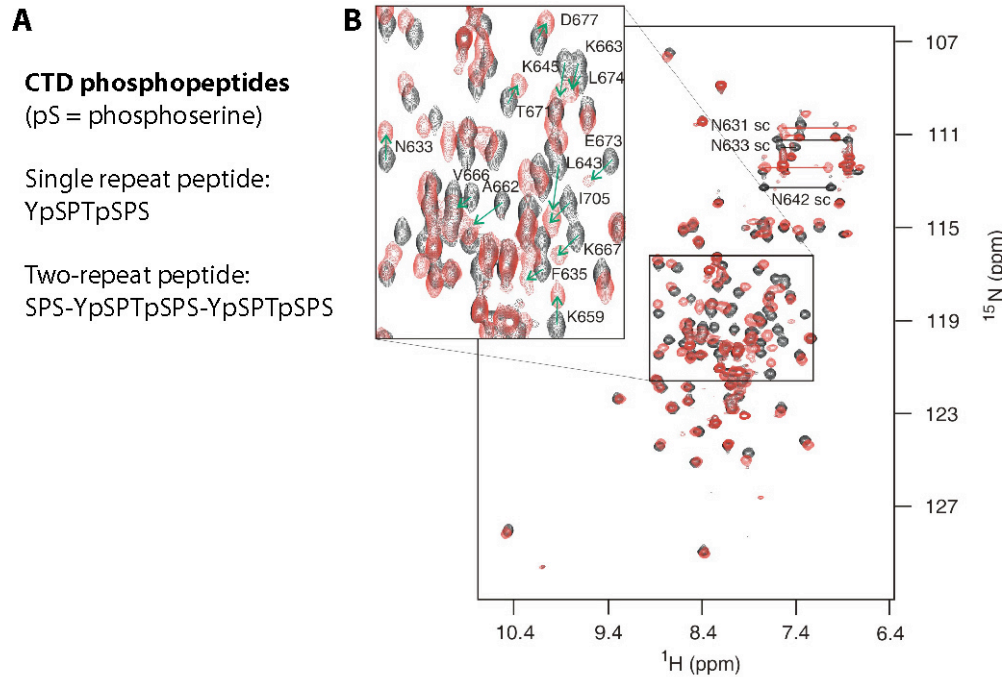 A
CTD phosphopeptides
(pS = phosphoserine)
Single repeat peptide:
YpSPTpSPS
Two-repeat peptide:
SPS-YpSPTpSPS-YpSPTpSPS
B
D677
K663
K645
L674
T671
N633
E673
L643
V666
A662
I705
K667
F635
K659
N631 sc
N633 sc
N642 sc
107
111
115
119
123
127
15N (ppm)
10.4 9.4 8.4 7.4 6.4
1H (ppm)